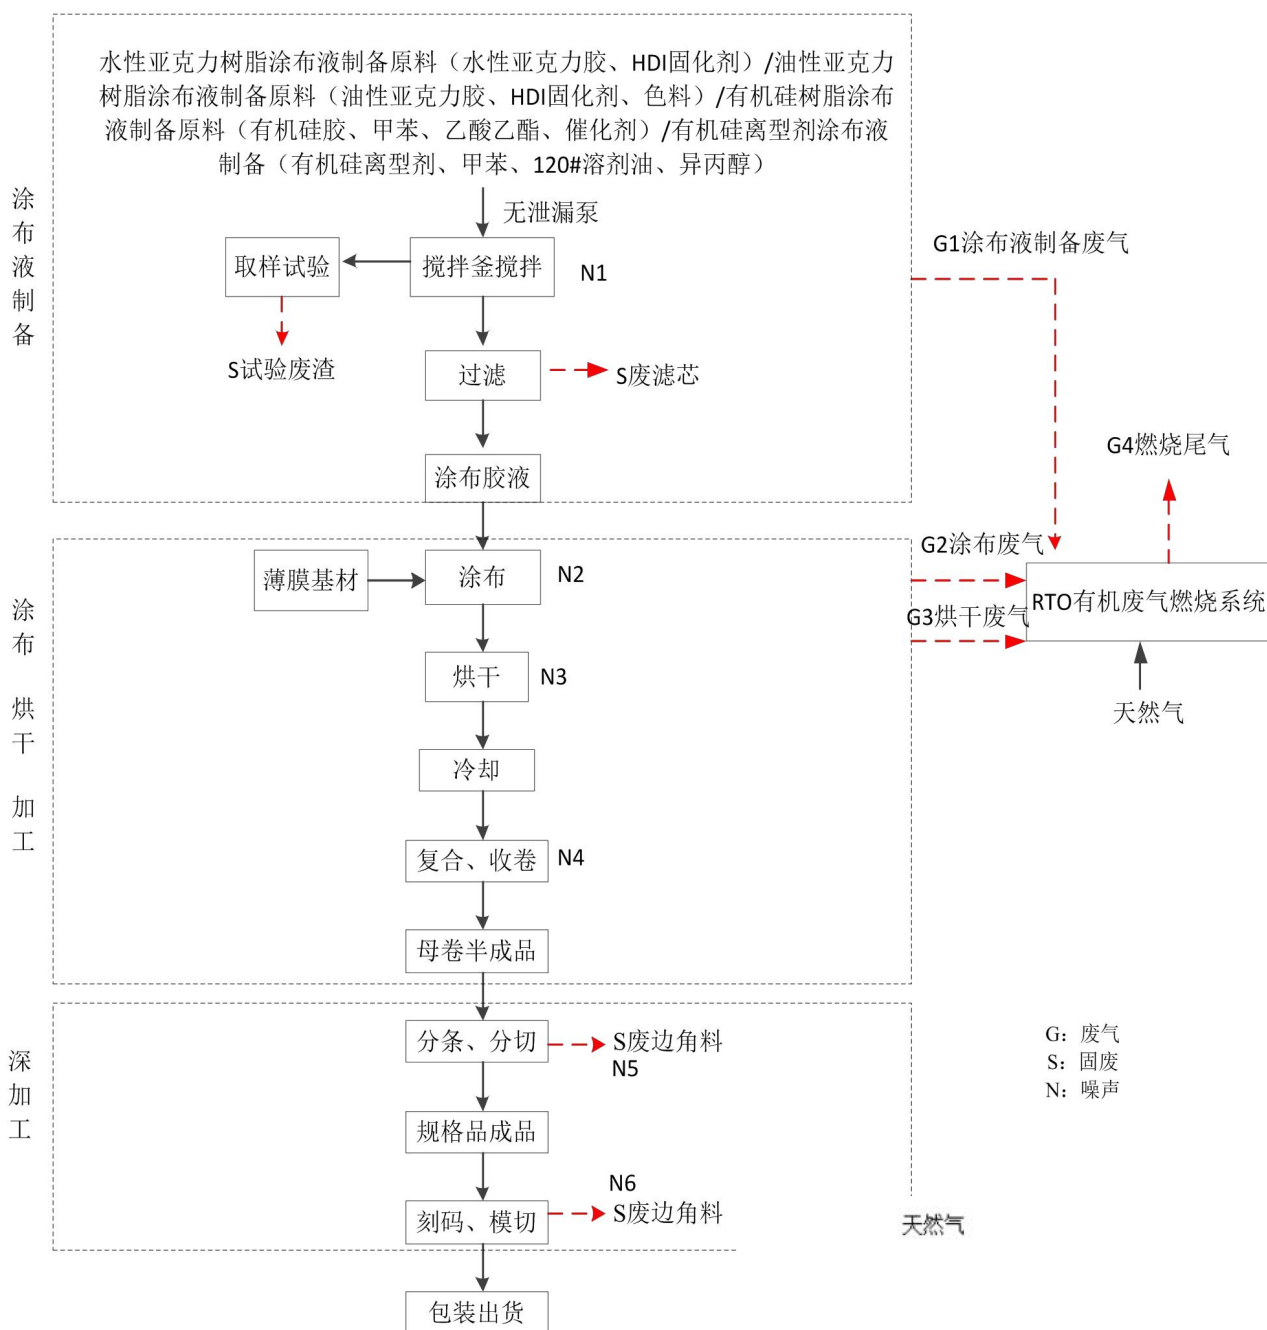 水性亚克力树脂涂布液制备原料（水性亚克力胶、HDI固化剂）/油性亚克力
树脂涂布液制备原料（油性亚克力胶、HDI固化剂、色料）/有机硅树脂涂布
液制备原料（有机硅胶、甲苯、乙酸乙酯、催化剂）/有机硅离型剂涂布液
制备（有机硅离型剂、甲苯、120#溶剂油、异丙醇）
涂布液制备
无泄漏泵
取样试验
搅拌釜搅拌
N1
G1涂布液制备废气
S试验废渣
过滤
S废滤芯
涂布胶液
G4燃烧尾气
涂布 烘干 加工
薄膜基材
涂布
N2
G2涂布废气
RTO有机废气燃烧系统
G3烘干废气
烘干
N3
天然气
冷却
复合、收卷
N4
母卷半成品
深加工
分条、分切
S废边角料
N5
G：废气
S：固废
N：噪声
规格品成品
N6
刻码、模切
S废边角料
天然气
包装出货